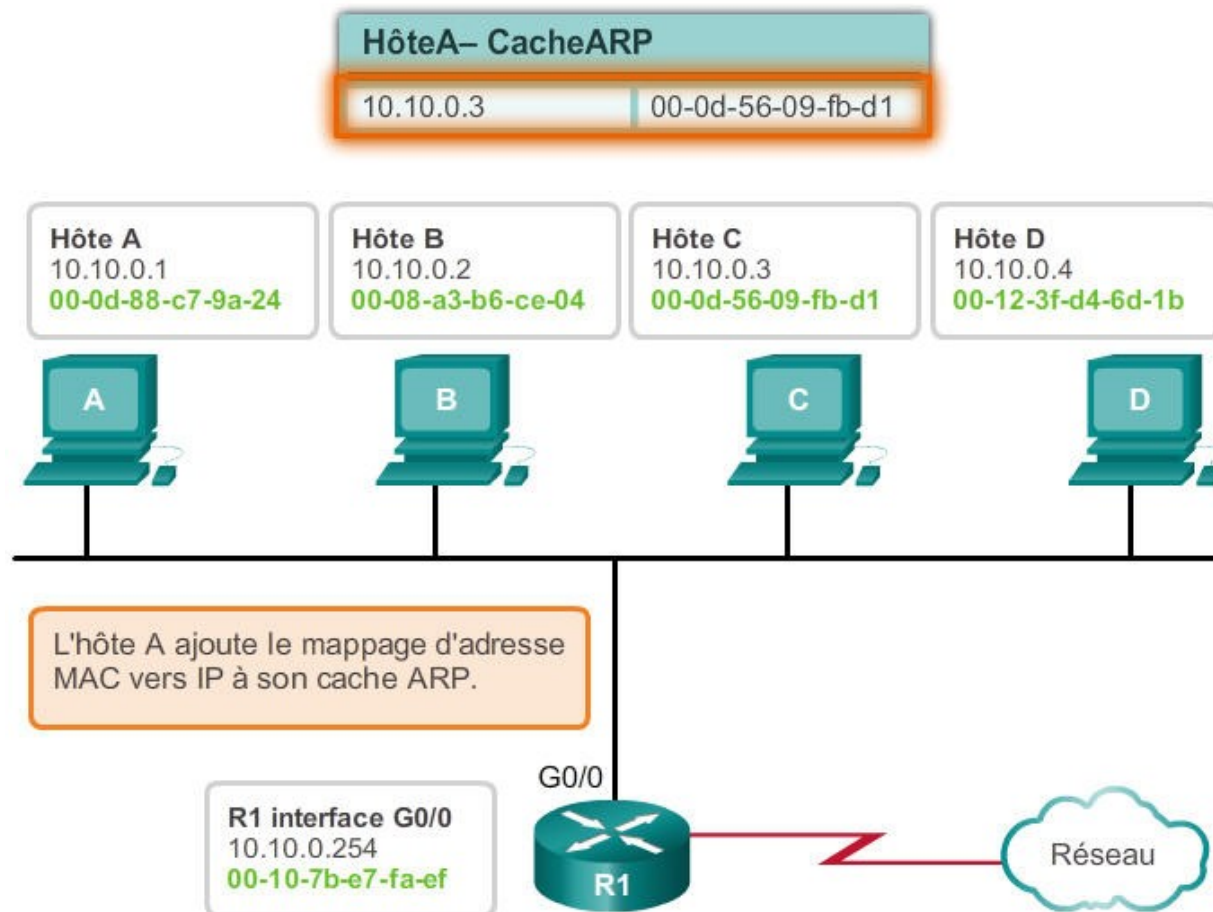 HôteA– CacheARP
10.10.0.3 00-0d-56-09-fb-d1
Hôte A
10.10.0.1
00-0d-88-c7-9a-24
Hôte B
10.10.0.2
00-08-a3-b6-ce-04
Hôte C
10.10.0.3
00-0d-56-09-fb-d1
Hôte D
10.10.0.4
00-12-3f-d4-6d-1b
A
B
C
D
L'hôte A ajoute le mappage d'adresse
MAC vers IP à son cache ARP.
G0/0
R1 interface G0/0
10.10.0.254
00-10-7b-e7-fa-ef
R1
Réseau